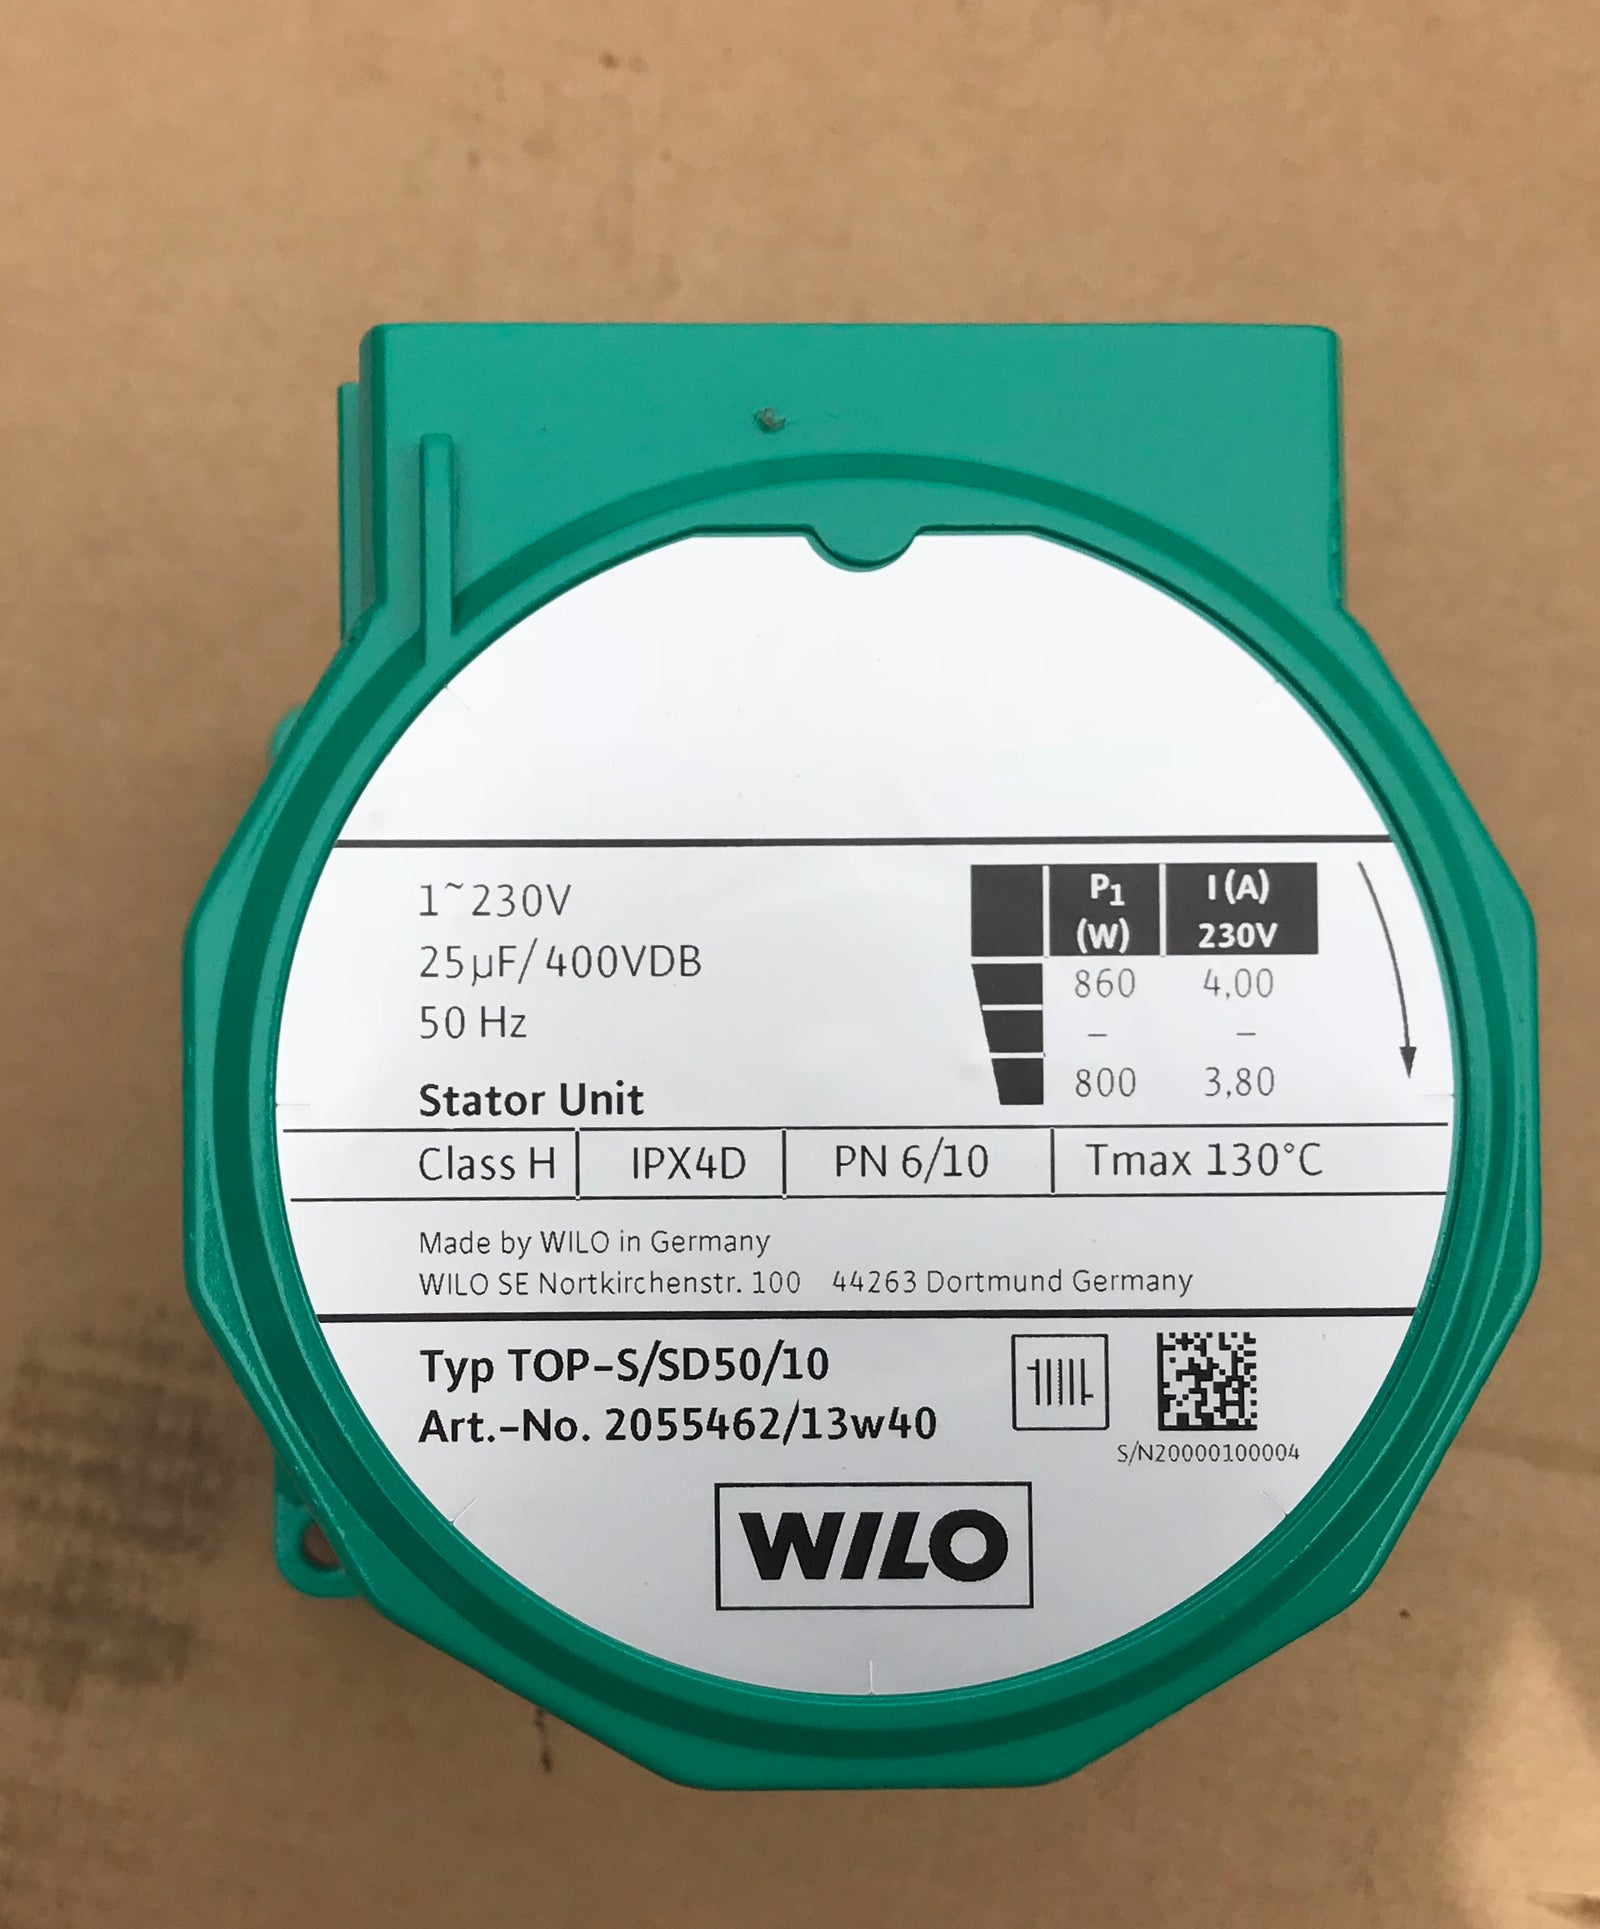 1~230V
25µF/400VDB
50 Hz
Stator Unit
P1 (W)
I (A) 230V
860 4,00
– –
800 3,80
Class H IPX4D PN 6/10 Tmax 130°C
Made by WILO in Germany
WILO SE Nortkirchenstr. 100 44263 Dortmund Germany
Typ TOP-S/SD50/10
Art.-No. 2055462/13w40
S/N20000100004
WILO